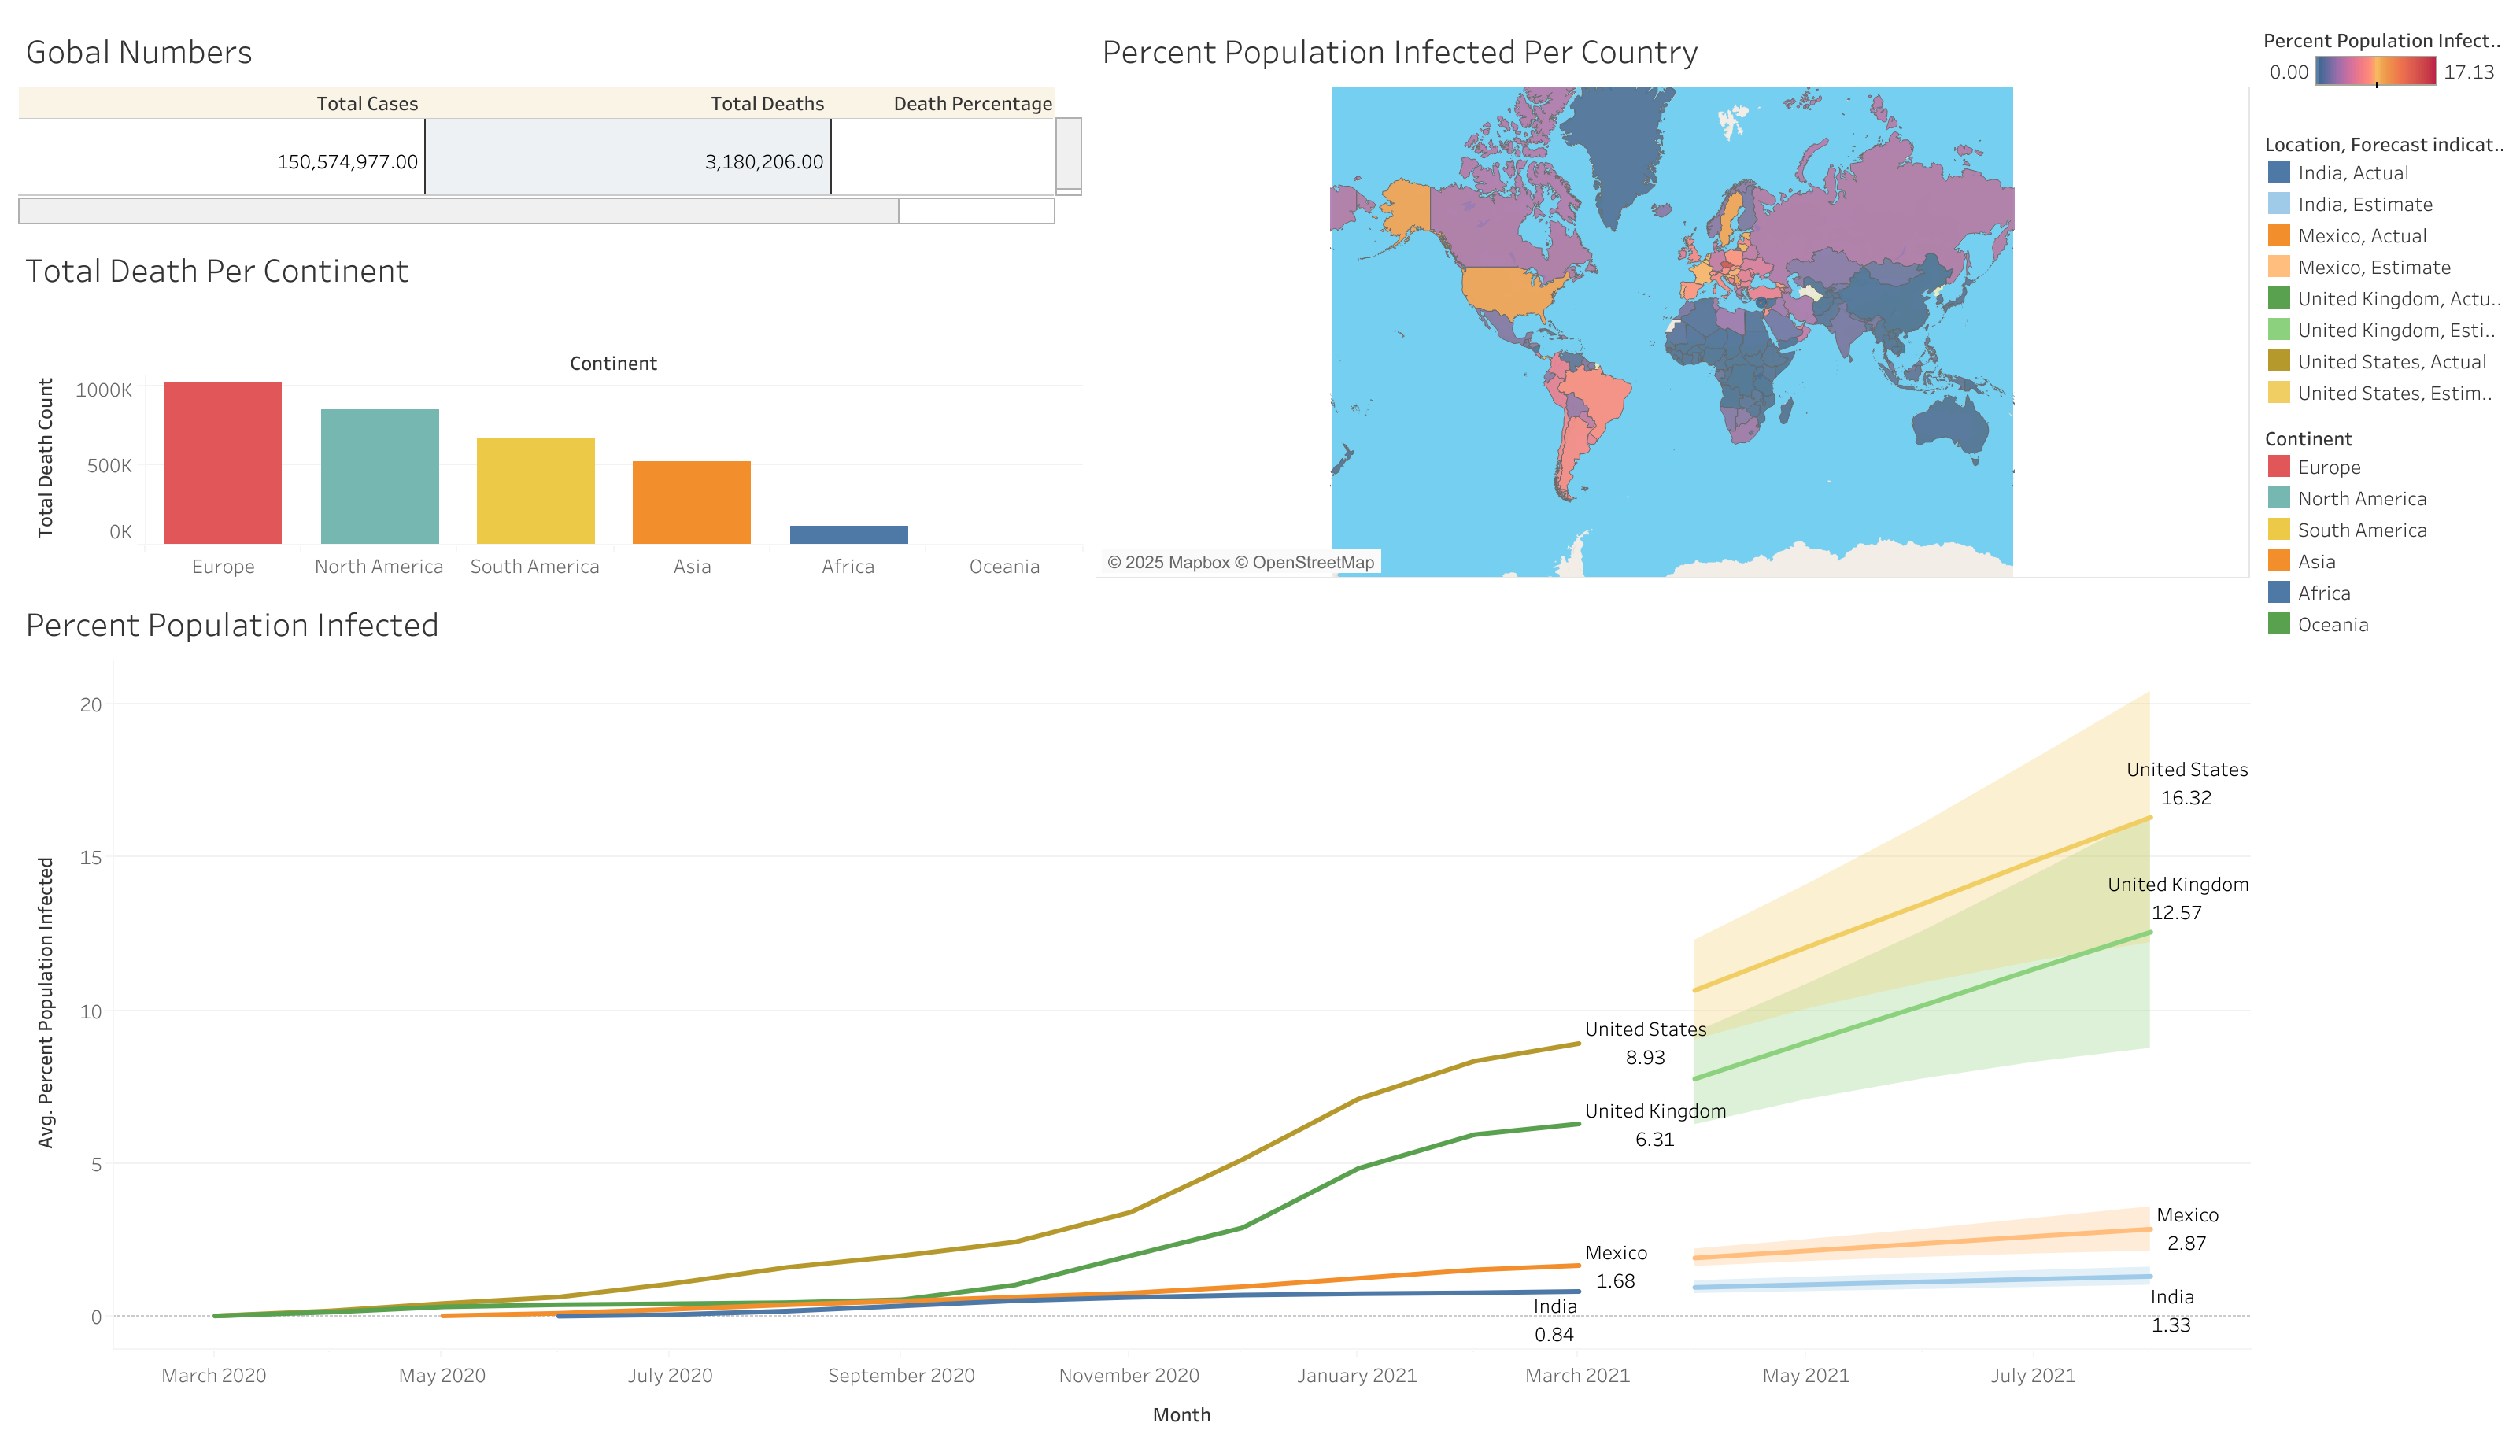 Gobal Numbers
Total Cases Total Deaths Death Percentage
150,574,977.00 3,180,206.00
Total Death Per Continent
Continent
Total Death Count
1000K
500K
0K
Europe North America South America Asia Africa Oceania
Percent Population Infected Per Country
© 2025 Mapbox © OpenStreetMap
Percent Population Infect..
0.00 17.13
Location, Forecast indicat..
India, Actual
India, Estimate
Mexico, Actual
Mexico, Estimate
United Kingdom, Actu..
United Kingdom, Esti..
United States, Actual
United States, Estim..
Continent
Europe
North America
South America
Asia
Africa
Oceania
Percent Population Infected
Avg. Percent Population Infected
20
15
10
5
0
United States
16.32
United Kingdom
12.57
United States
8.93
United Kingdom
6.31
Mexico
2.87
Mexico
1.68
India
1.33
India
0.84
March 2020 May 2020 July 2020 September 2020 November 2020 January 2021 March 2021 May 2021 July 2021
Month